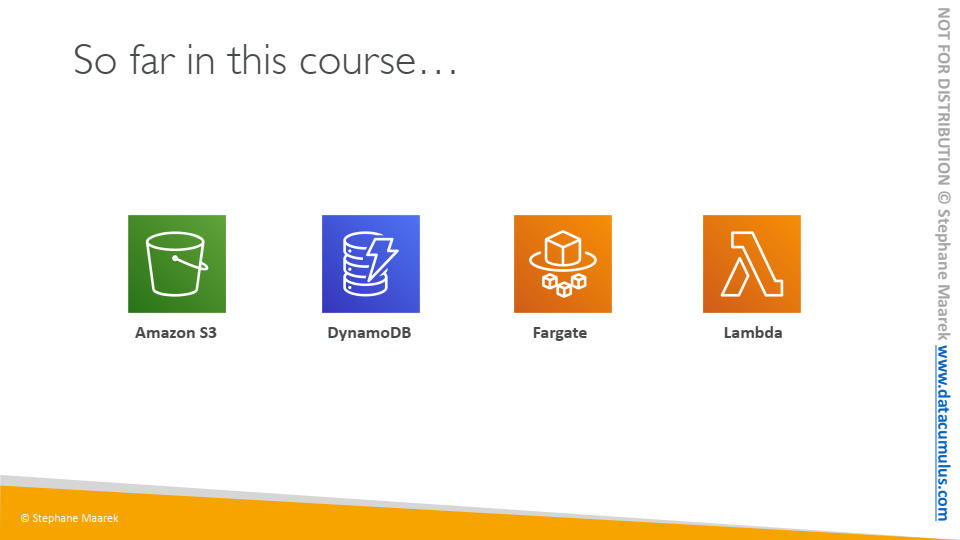 So far in this course…
Amazon S3
DynamoDB
Fargate
Lambda
© Stephane Maarek
NOT FOR DISTRIBUTION © Stephane Maarek www.datacumulus.com